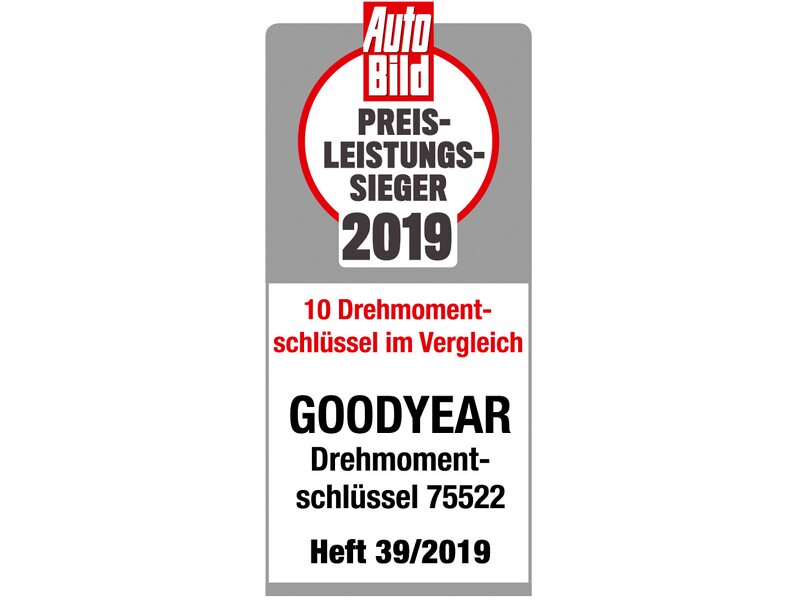 Auto
Bild
PREIS-
LEISTUNGS-
SIEGER
2019
10 Drehmoment-
schlüssel im Vergleich
GOODYEAR
Drehmoment-
schlüssel 75522
Heft 39/2019